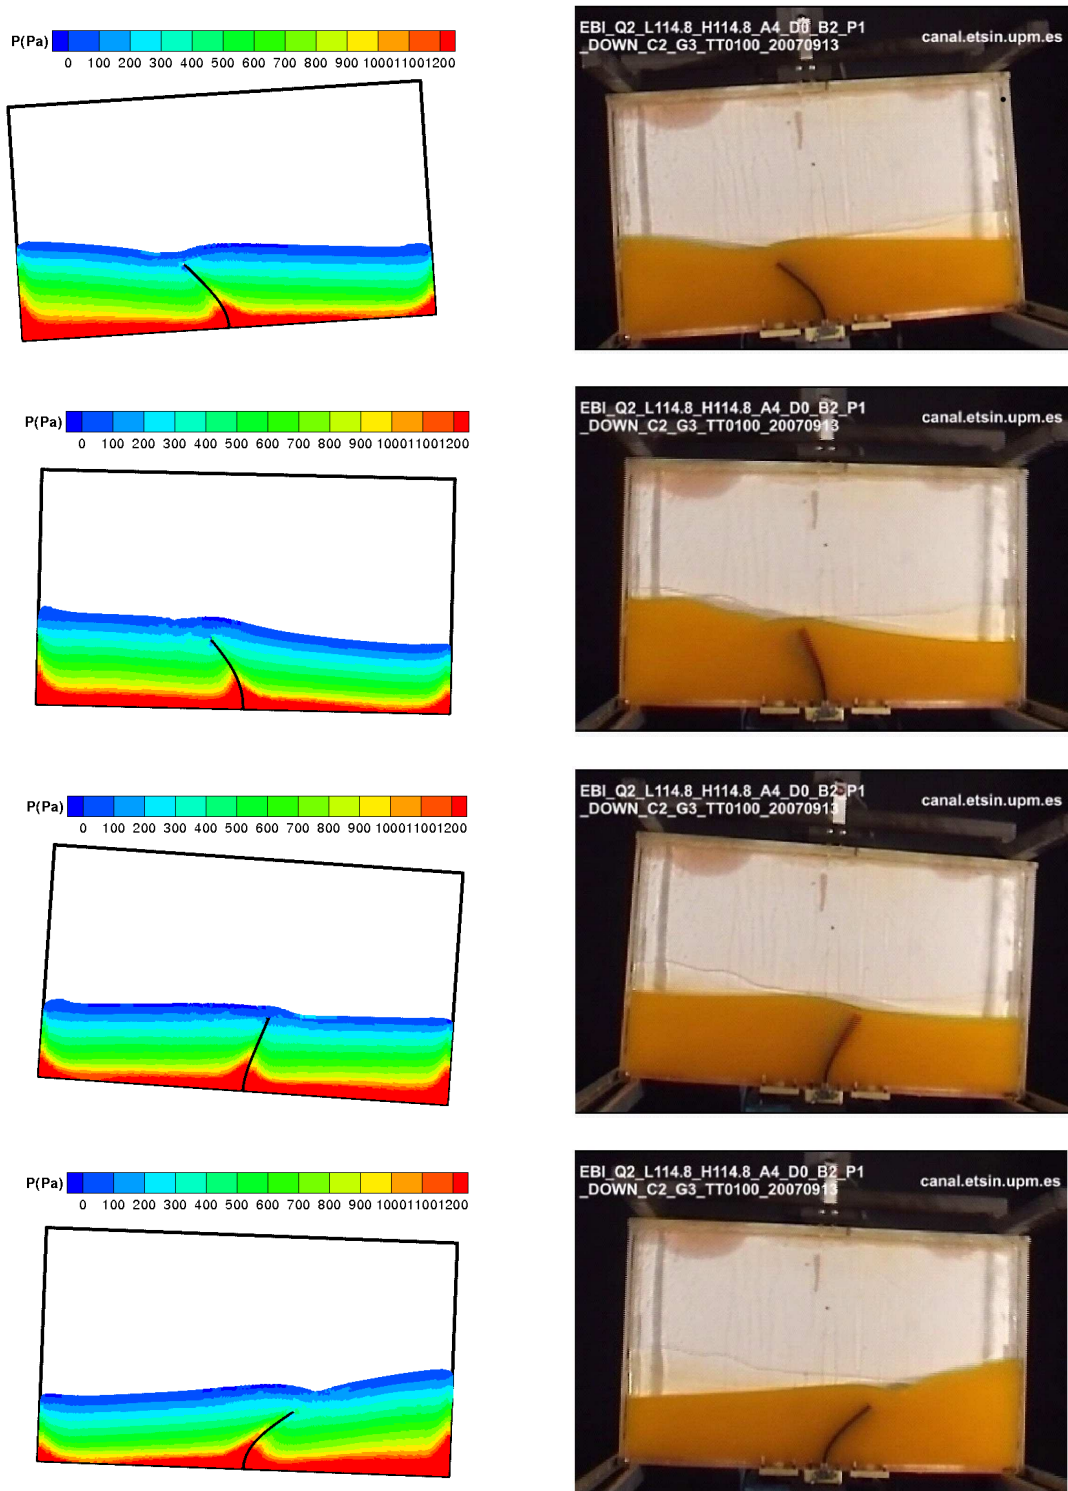 P(Pa)
0 100 200 300 400 500 600 700 800 900 1000 1100 1200
EBI_Q2_L114.8_H114.8_A4_D0_B2_P1
_DOWN_C2_G3_TT0100_20070913
canal.etsin.upm.es
P(Pa)
0 100 200 300 400 500 600 700 800 900 1000 1100 1200
EBI_Q2_L114.8_H114.8_A4_D0_B2_P1
_DOWN_C2_G3_TT0100_20070913
canal.etsin.upm.es
P(Pa)
0 100 200 300 400 500 600 700 800 900 1000 1100 1200
EBI_Q2_L114.8_H114.8_A4_D0_B2_P1
_DOWN_C2_G3_TT0100_20070913
canal.etsin.upm.es
P(Pa)
0 100 200 300 400 500 600 700 800 900 1000 1100 1200
EBI_Q2_L114.8_H114.8_A4_D0_B2_P1
_DOWN_C2_G3_TT0100_20070913
canal.etsin.upm.es